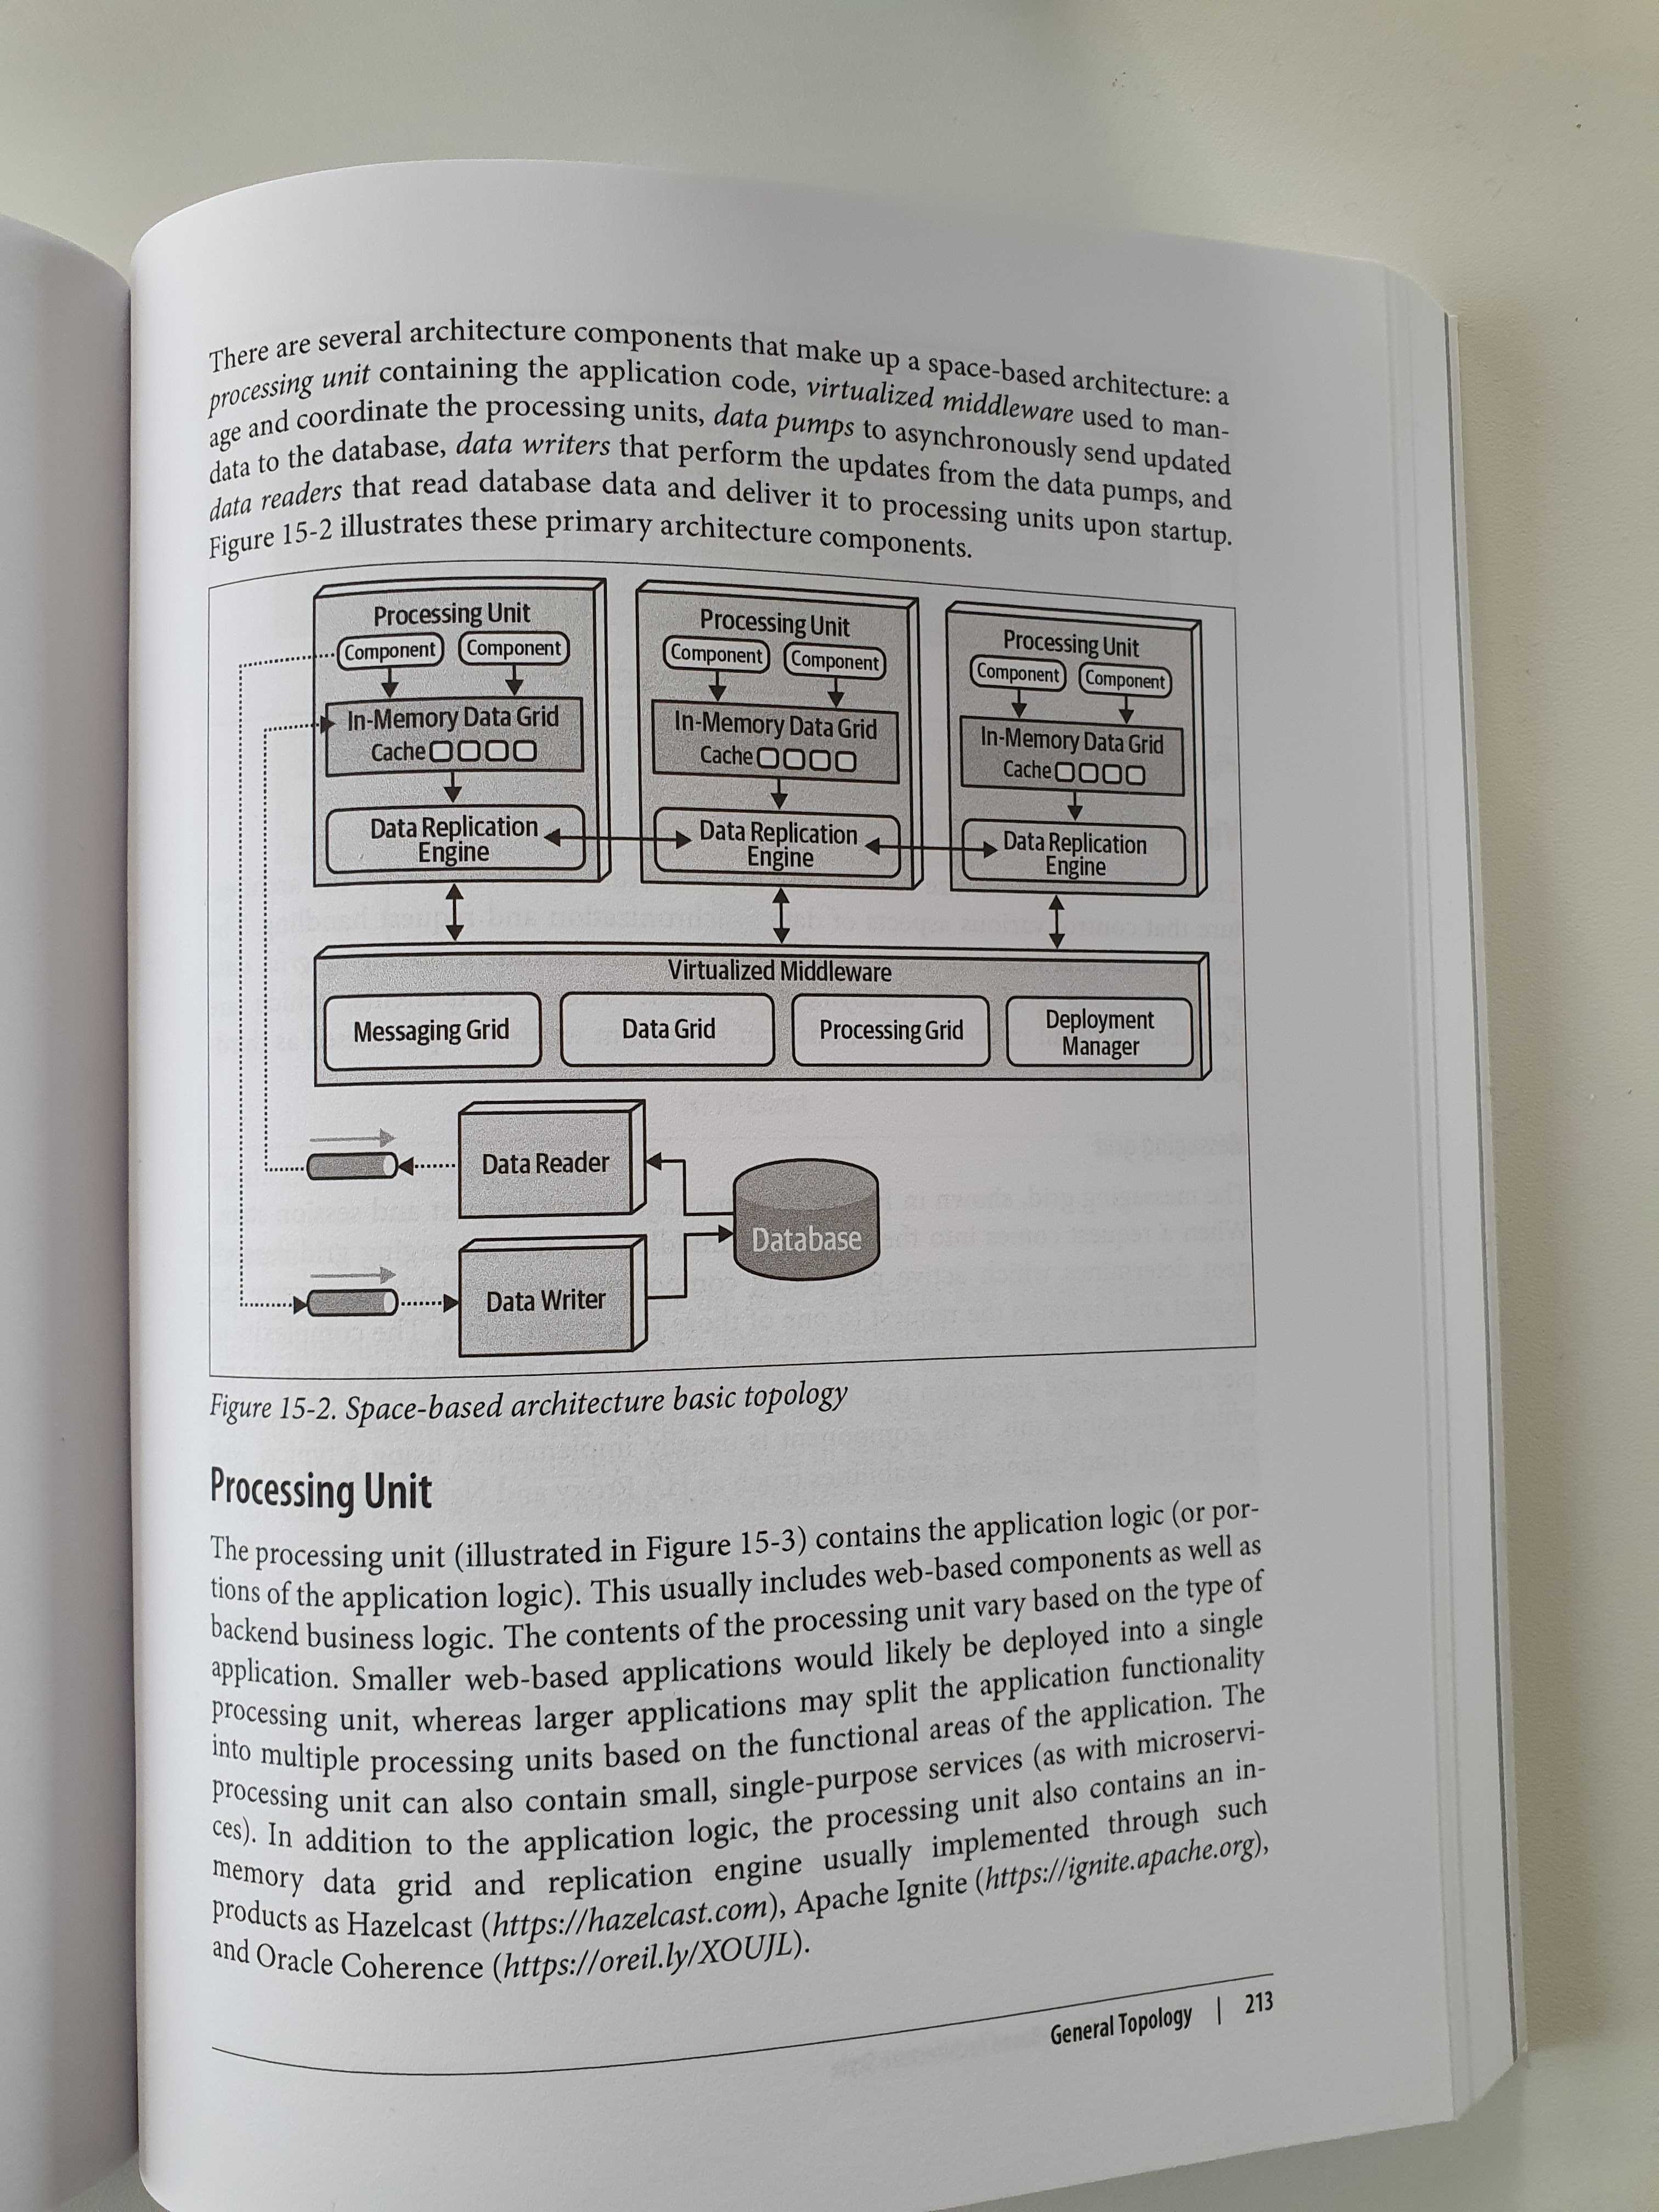 There are several architecture components that make up a space-based architecture: a
processing unit containing the application code, virtualized middleware used to man-
age and coordinate the processing units, data pumps to asynchronously send updated
data to the database, data writers that perform the updates from the data pumps, and
data readers that read database data and deliver it to processing units upon startup.
Figure 15-2 illustrates these primary architecture components.
Processing Unit
Component Component
In-Memory Data Grid
Cache
Data Replication
Engine
Processing Unit
Component Component
In-Memory Data Grid
Cache
Data Replication
Engine
Processing Unit
Component Component
In-Memory Data Grid
Cache
Data Replication
Engine
Virtualized Middleware
Messaging Grid
Data Grid
Processing Grid
Deployment
Manager
Data Reader
Database
Data Writer
Figure 15-2. Space-based architecture basic topology
Processing Unit
The processing unit (illustrated in Figure 15-3) contains the application logic (or por-
tions of the application logic). This usually includes web-based components as well as
backend business logic. The contents of the processing unit vary based on the type of
application. Smaller web-based applications would likely be deployed into a single
processing unit, whereas larger applications may split the application functionality
into multiple processing units based on the functional areas of the application. The
processing unit can also contain small, single-purpose services (as with microservi-
ces). In addition to the application logic, the processing unit also contains an in-
memory data grid and replication engine usually implemented through such
products as Hazelcast (https://hazelcast.com), Apache Ignite (https://ignite.apache.org),
and Oracle Coherence (https://oreil.ly/XOUJL).
General Topology | 213